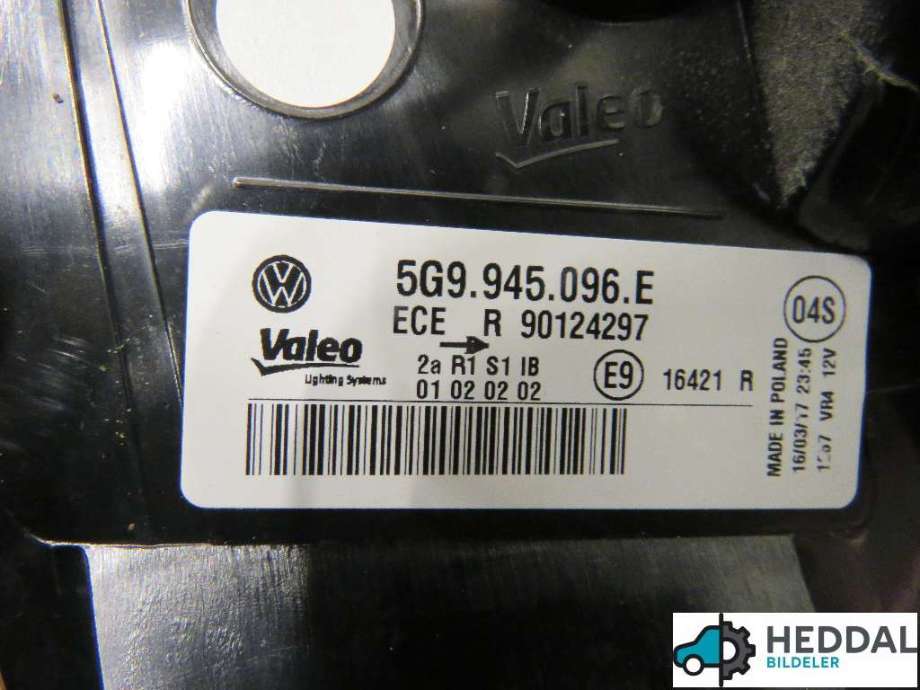 Valeo
VW
5G9.945.096.E
ECE R 90124297
Valeo
Lighting Systems
2a R1 S1 IB
01 02 02 02
E9
16421 R
04S
MADE IN POLAND
16/03/17 23:45
VR4 12V
HEDDAL
BILDELER